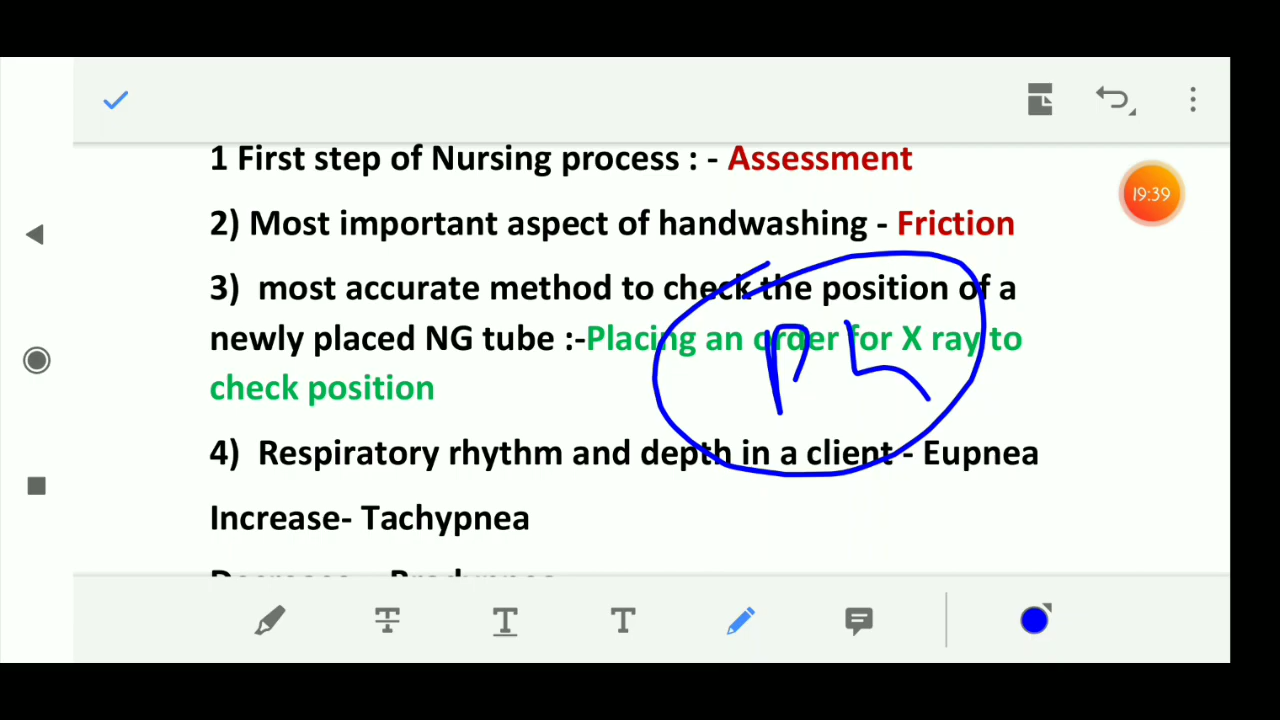 1 First step of Nursing process : - Assessment
19:39
2) Most important aspect of handwashing - Friction
3)  most accurate method to check the position of a
newly placed NG tube :-Placing an order for X ray to
check position
4)  Respiratory rhythm and depth in a client - Eupnea
Increase- Tachypnea